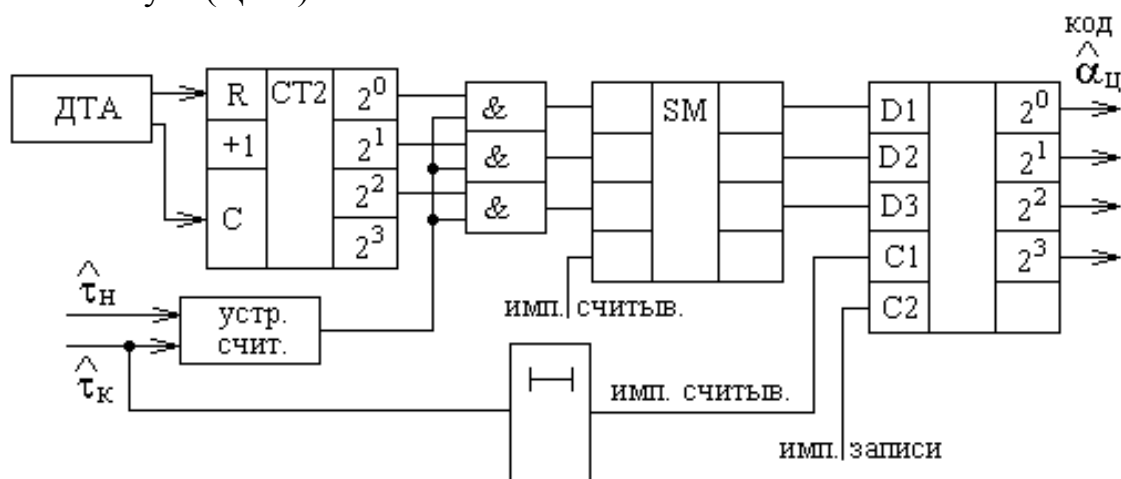 код
α̂ц
ДТА
R
CT2
2⁰
+1
2¹
C
2²
2³
&
&
&
SM
D1
2⁰
D2
2¹
D3
2²
C1
2³
C2
τ̂н
τ̂к
устр.
счит.
имп. считыв.
имп. считыв.
имп. записи